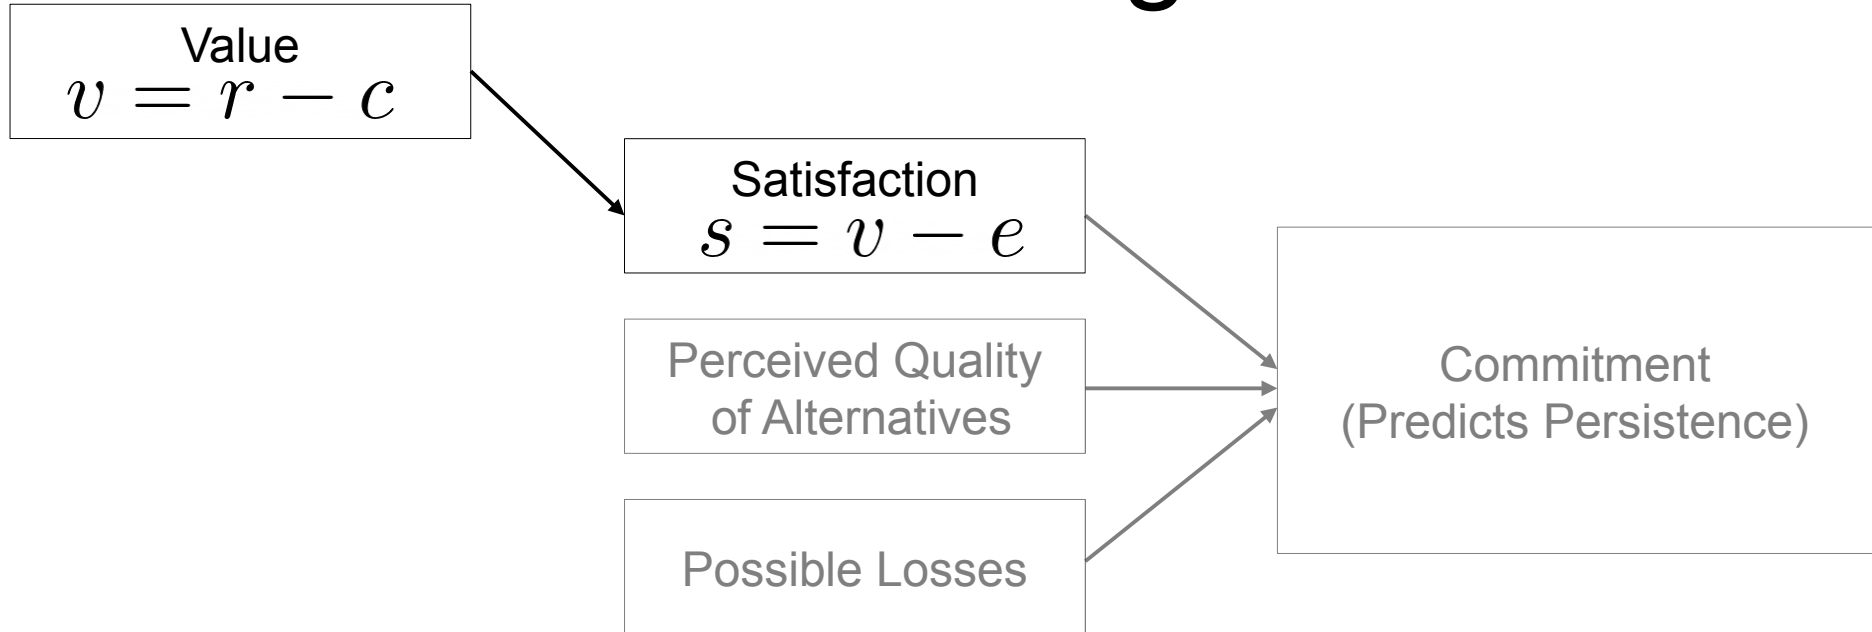 Value
v = r − c
Satisfaction
s = v − e
Perceived Quality
of Alternatives
Commitment
(Predicts Persistence)
Possible Losses